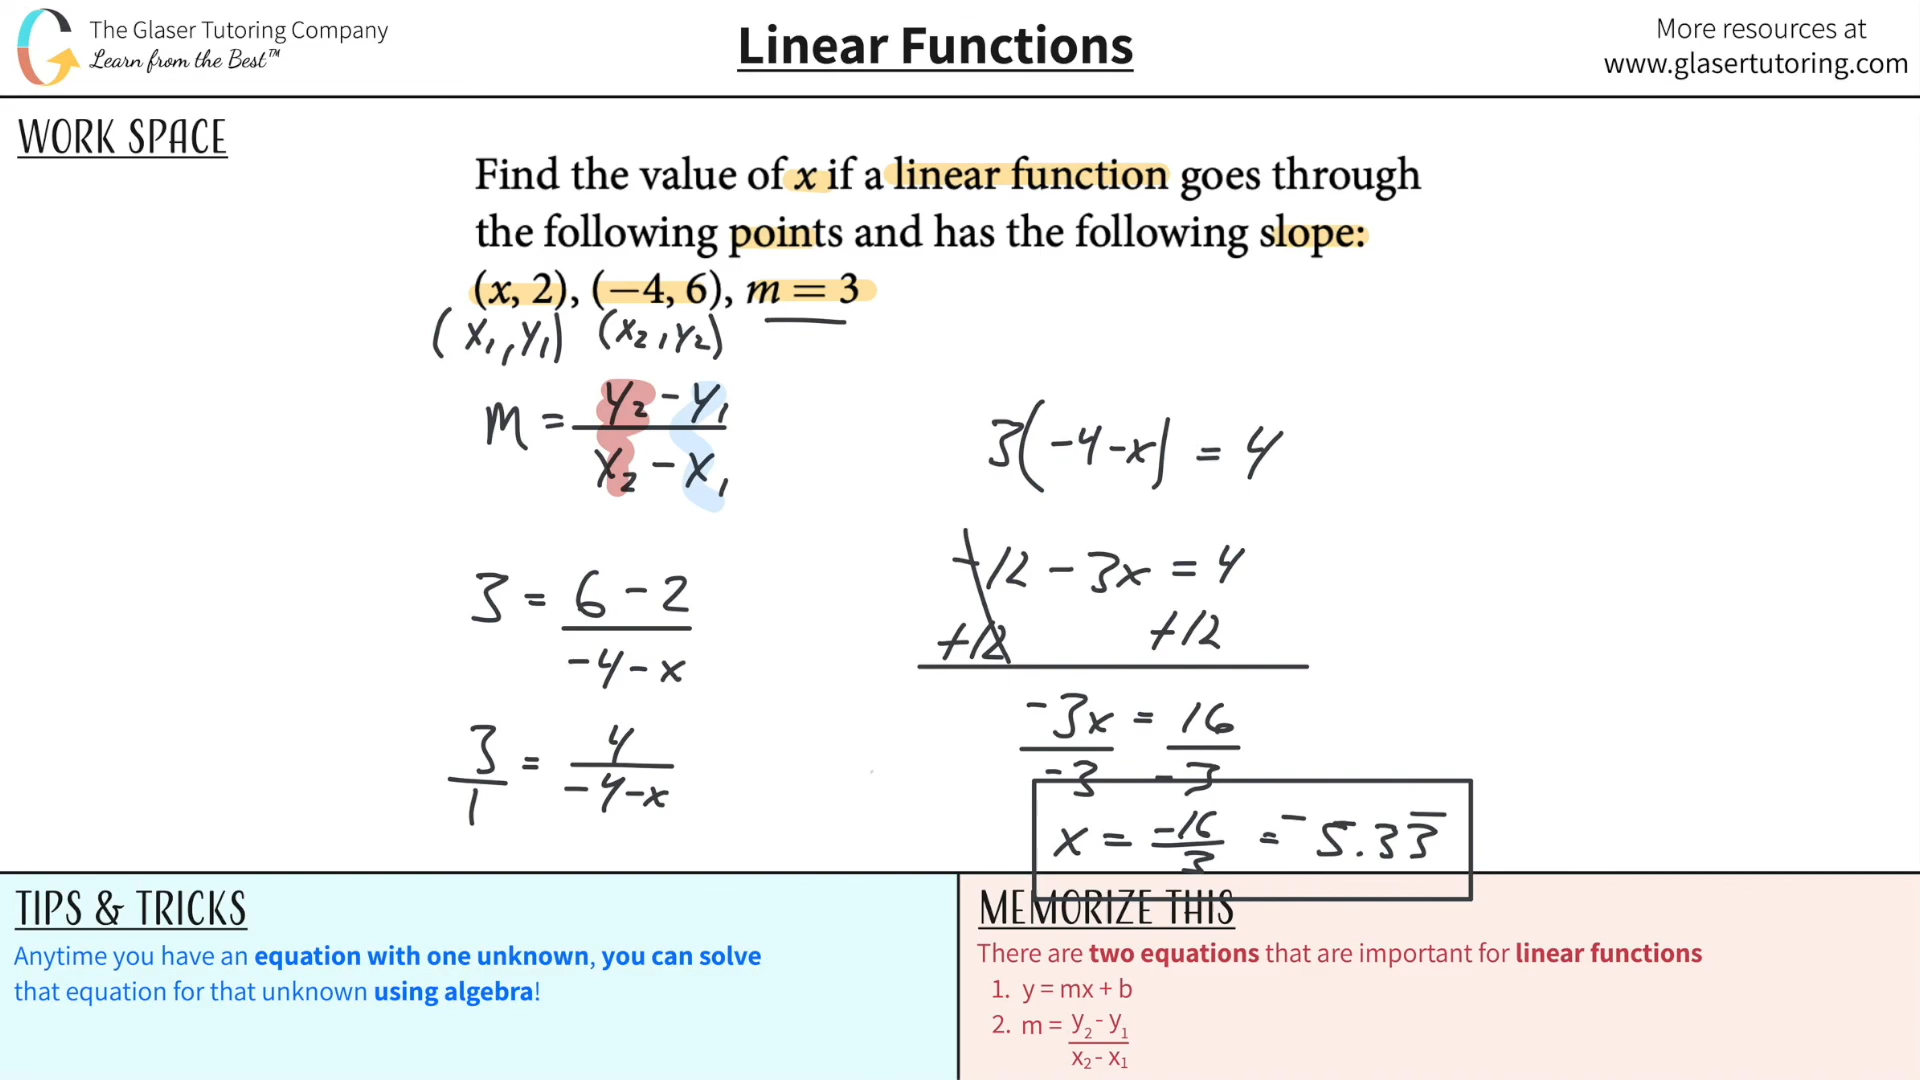 The Glaser Tutoring Company
Learn from the Best™
Linear Functions
More resources at
www.glasertutoring.com
WORK SPACE
Find the value of x if a linear function goes through
the following points and has the following slope:
(x, 2), (−4, 6), m = 3
(x₁, y₁) (x₂, y₂)
m = (y₂ - y₁)/(x₂ - x₁)
3 = (6 - 2)/(-4 - x)
3/1 = 4/(-4-x)
3(-4-x) = 4
-12 - 3x = 4
+12 +12
-3x = 16
-3 -3
x = -16/3 = -5.33̅
TIPS & TRICKS
Anytime you have an equation with one unknown, you can solve
that equation for that unknown using algebra!
MEMORIZE THIS
There are two equations that are important for linear functions
1. y = mx + b
2. m = (y₂ - y₁)/(x₂ - x₁)